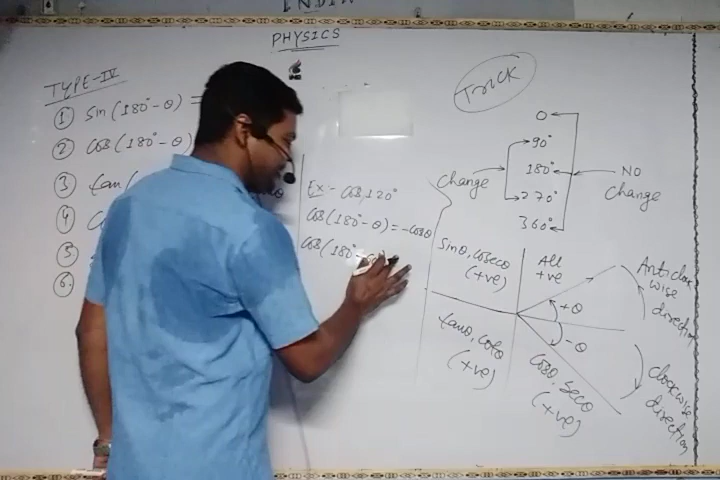 PHYSICS
TYPE-IV
① Sin(180°-θ) =
② Cos(180°-θ)
③ tan(
④
⑤
⑥.
Ex - Cos 120°
Cos(180°-θ) = -Cosθ
Cos(180°-
TRICK
0
90°
180°
270°
360°
Change
NO
Change
Sinθ, Cosecθ
(+ve)
All
+ve
tanθ, Cotθ
(+ve)
Cosθ, Secθ
(+ve)
+θ
-θ
Anticlock
wise
direction
Clockwise
direction